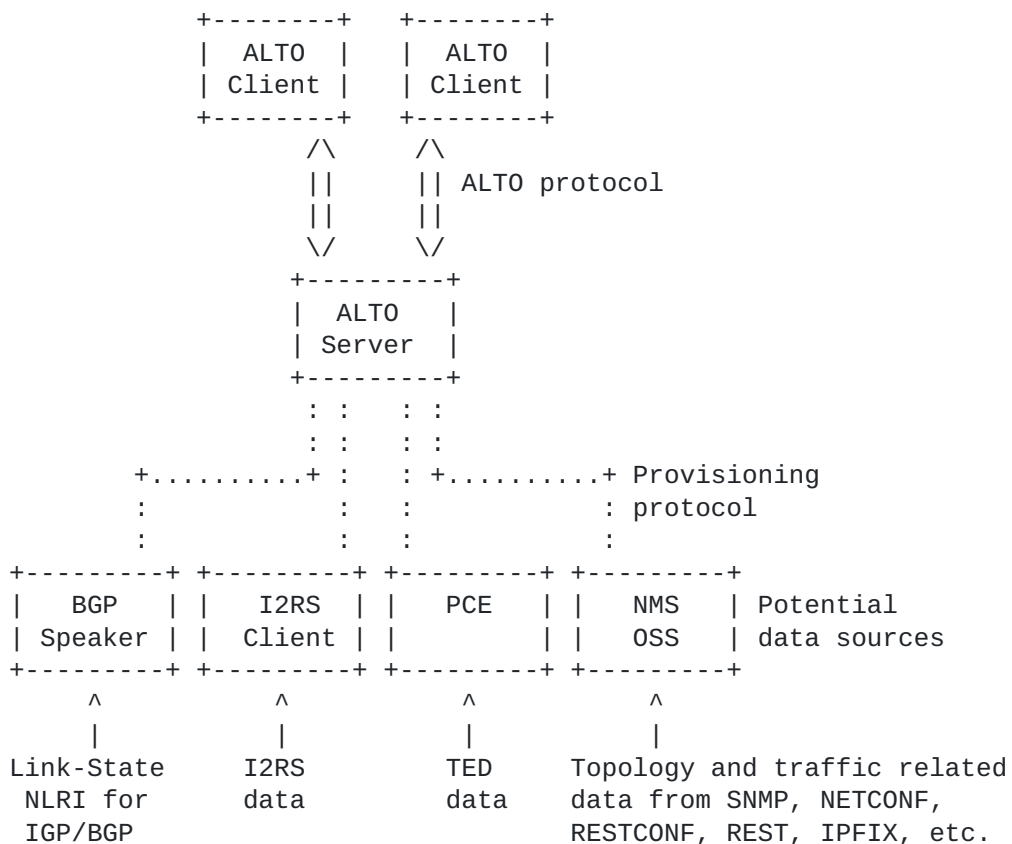 ALTO ALTO
Client Client
ALTO protocol
ALTO
Server
Provisioning
protocol
BGP I2RS PCE NMS Potential
Speaker Client OSS data sources
Link-State I2RS TED Topology and traffic related
NLRI for data data data from SNMP, NETCONF,
IGP/BGP RESTCONF, REST, IPFIX, etc.